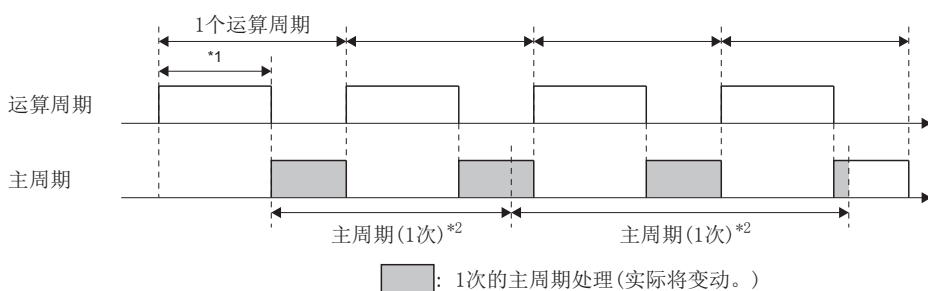 1个运算周期
*1
运算周期
主周期
主周期(1次)*2 主周期(1次)*2
: 1次的主周期处理(实际将变动。)